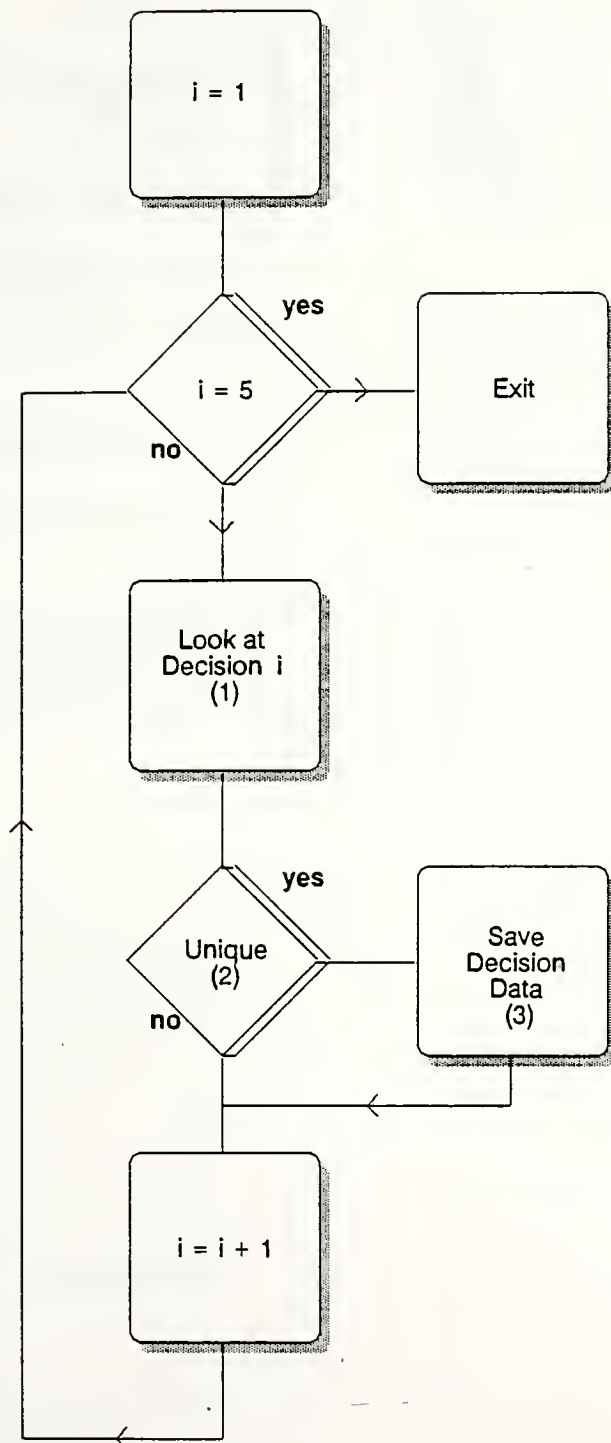 i = 1
yes
i = 5
Exit
no
Look at
Decision i
(1)
yes
Unique
(2)
Save
Decision
Data
(3)
no
i = i + 1